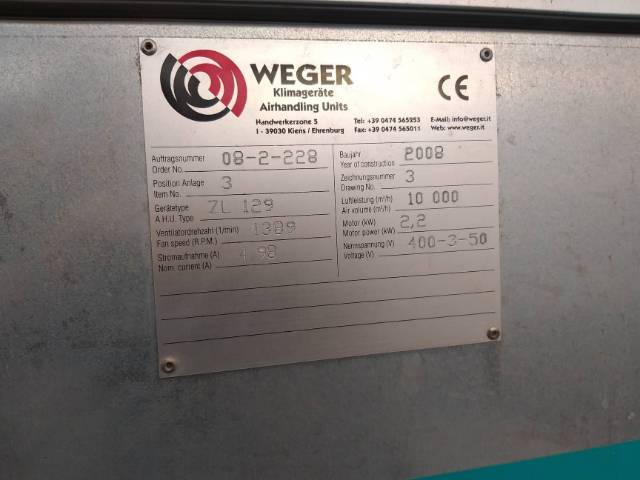 WEGER
Klimageräte
Airhandling Units
CE
Handwerkerzone 5
I - 39030 Kiens / Ehrenburg
Tel: +39 0474 565253
Fax: +39 0474 565011
E-Mail: info@weger.it
Web: www.weger.it
Auftragsnummer
Order No.
08-2-228
Baujahr
Year of construction
2008
Position Anlage
Item No.
3
Zeichnungsnummer
Drawing No.
3
Gerätetype
A.H.U. Type
ZL 129
Luftleistung (m³/h)
Air volume (m³/h)
10 000
Ventilatordrehzahl (1/min)
Fan speed (R.P.M.)
1389
Motor (kW)
Motor power (kW)
2,2
Stromaufnahme (A)
Nom. current (A)
4,98
Nennspannung (V)
Voltage (V)
400-3-50